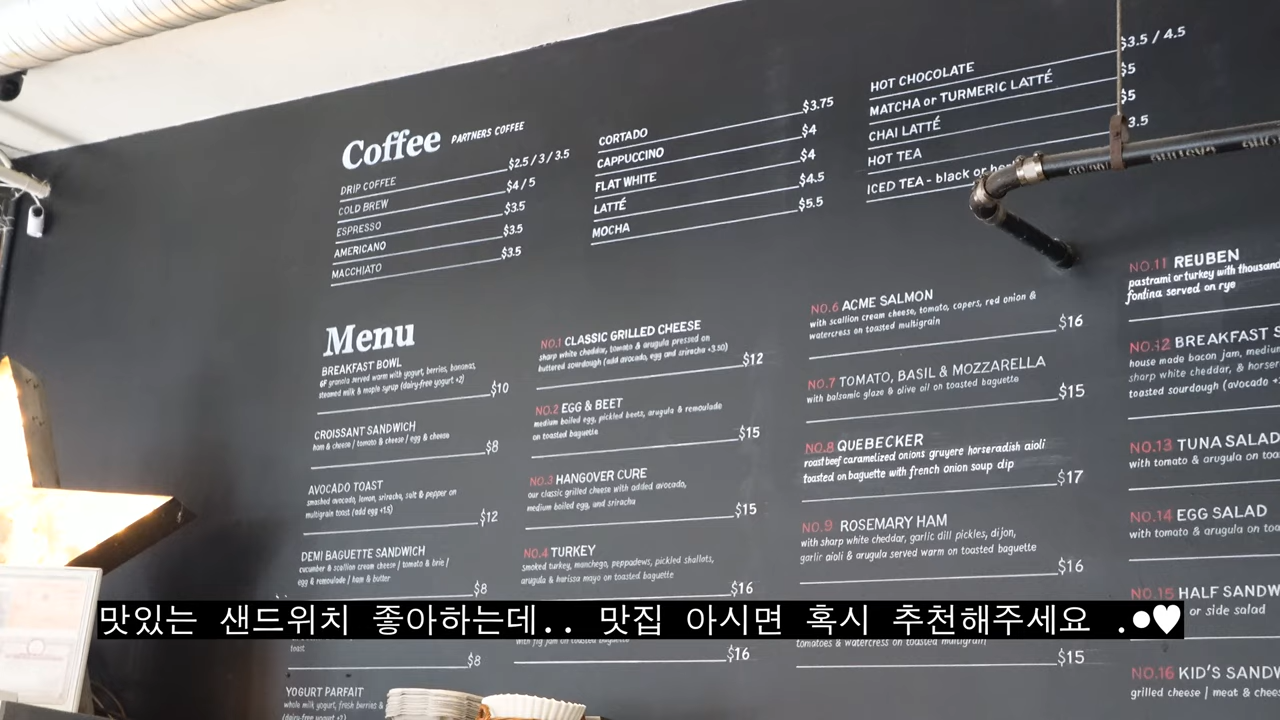 Coffee PARTNERS COFFEE
DRIP COFFEE $2.5 / 3 / 3.5
COLD BREW $4 / 5
ESPRESSO $3.5
AMERICANO $3.5
MACCHIATO $3.5
CORTADO $3.75
CAPPUCCINO $4
FLAT WHITE $4
LATTÉ $4.5
MOCHA $5.5
HOT CHOCOLATE $3.5 / 4.5
MATCHA or TURMERIC LATTÉ $5
CHAI LATTÉ $5
HOT TEA 3.5
ICED TEA - black or
Menu
BREAKFAST BOWL
GF granola served warm with yogurt, berries, bananas,
steamed milk & maple syrup (dairy-free yogurt +2)
$10
CROISSANT SANDWICH
ham & cheese / tomato & cheese / egg & cheese
$8
AVOCADO TOAST
smashed avocado, lemon, sriracha, salt & pepper on
multigrain toast (add egg +1.5)
$12
DEMI BAGUETTE SANDWICH
cucumber & scallion cream cheese / tomato & brie /
egg & remoulade / ham & butter
$8
toast
$8
YOGURT PARFAIT
whole milk yogurt, fresh berries &
(dairy-free yogurt +2)
NO.1 CLASSIC GRILLED CHEESE
sharp white cheddar, tomato & arugula pressed on
buttered sourdough (add avocado, egg and sriracha +3.50)
$12
NO.2 EGG & BEET
medium boiled egg, pickled beets, arugula & remoulade
on toasted baguette
$15
NO.3 HANGOVER CURE
our classic grilled cheese with added avocado,
medium boiled egg, and sriracha
$15
NO.4 TURKEY
smoked turkey, manchego, peppadews, pickled shallots,
arugula & harissa mayo on toasted baguette
$16
with fig jam on toasted baguette
$16
NO.6 ACME SALMON
with scallion cream cheese, tomato, capers, red onion &
watercress on toasted multigrain
$16
NO.7 TOMATO, BASIL & MOZZARELLA
with balsamic glaze & olive oil on toasted baguette
$15
NO.8 QUEBECKER
roast beef caramelized onions gruyere horseradish aioli
toasted on baguette with french onion soup dip
$17
NO.9 ROSEMARY HAM
with sharp white cheddar, garlic dill pickles, dijon,
garlic aioli & arugula served warm on toasted baguette
$16
tomatoes & watercress on toasted multigrain
$15
NO.11 REUBEN
pastrami or turkey with thousand
fontina served on rye
NO.12 BREAKFAST S
house made bacon jam, medium
sharp white cheddar, & horser
toasted sourdough (avocado +
NO.13 TUNA SALAD
with tomato & arugula on toa
NO.14 EGG SALAD
with tomato & arugula on toa
NO.15 HALF SANDW
or side salad
NO.16 KID'S SANDW
grilled cheese | meat & chee
맛있는 샌드위치 좋아하는데.. 맛집 아시면 혹시 추천해주세요 .●♥